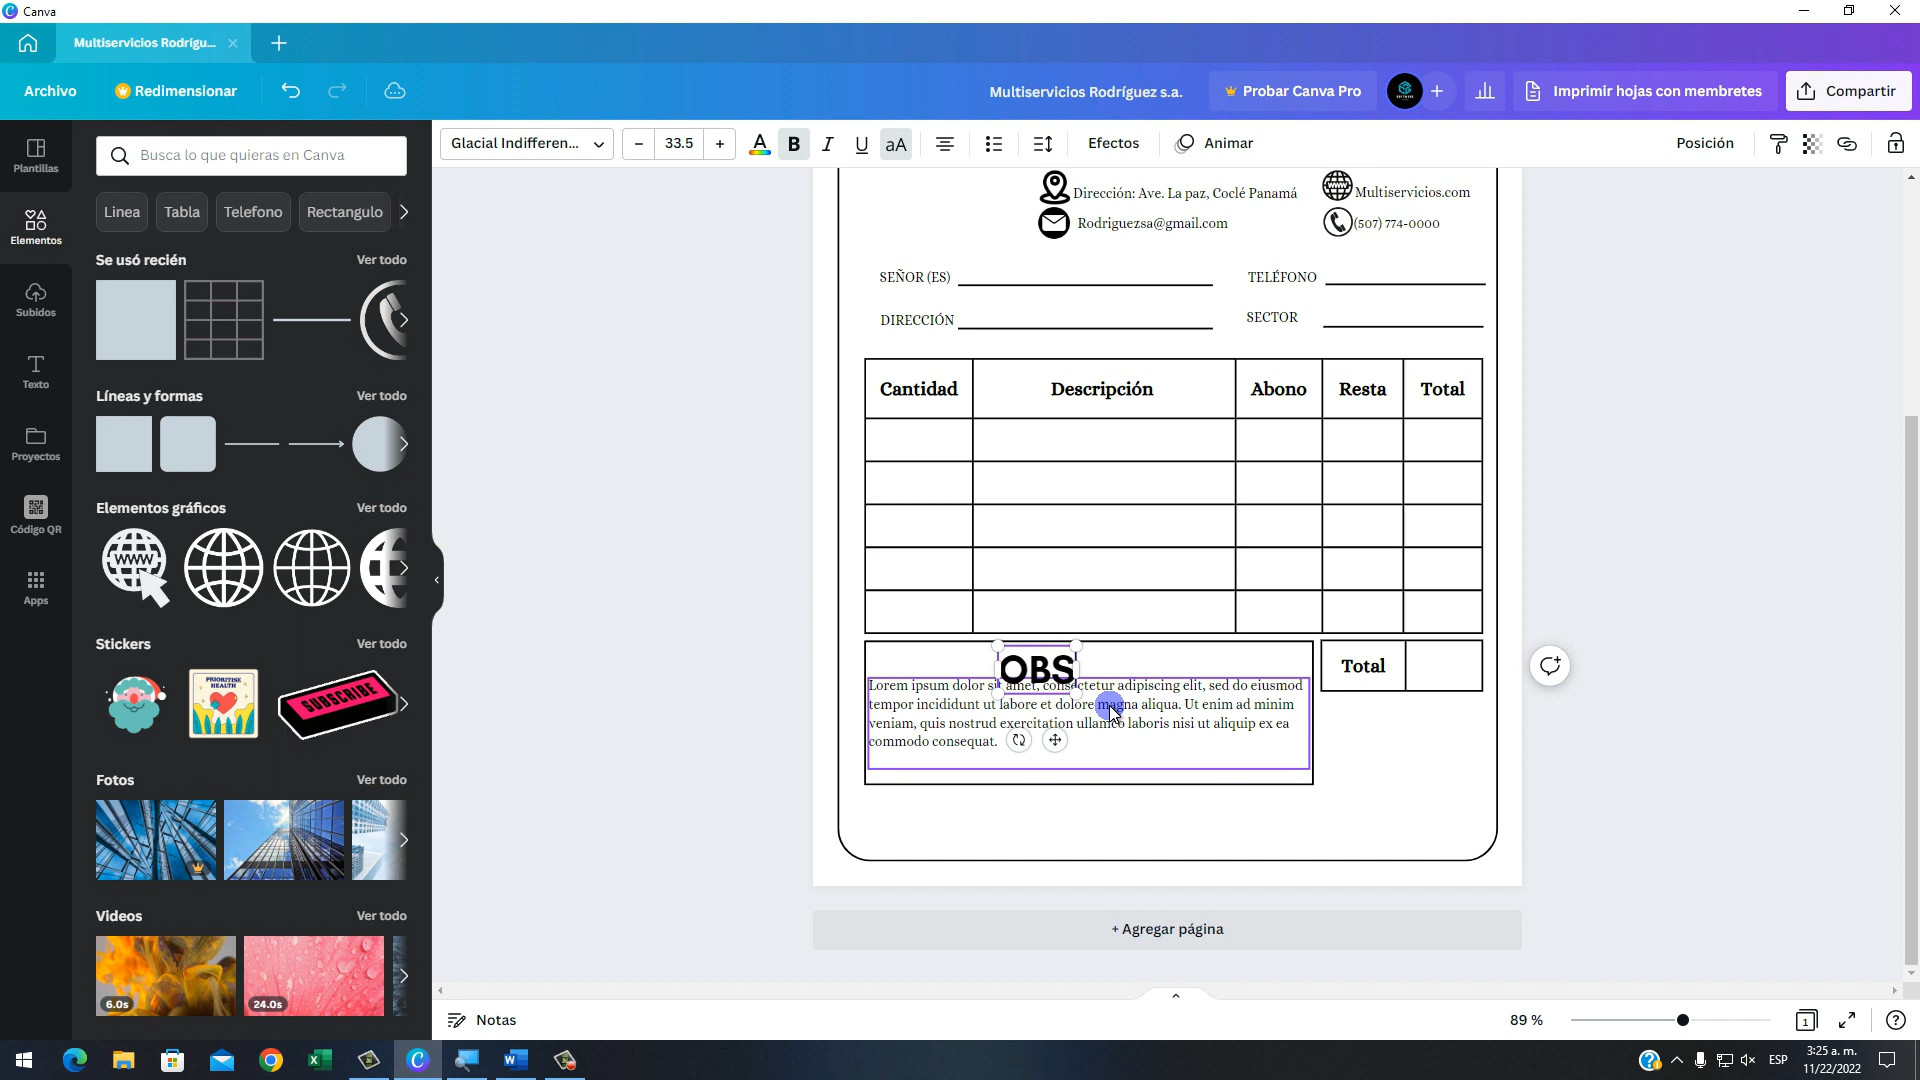 Canva
Multiservicios Rodrígu...
Archivo
Redimensionar
Multiservicios Rodríguez s.a.
Probar Canva Pro
Imprimir hojas con membretes
Compartir
Glacial Indifferen...
33.5
B
I
U
aA
Efectos
Animar
Posición
Plantillas
Elementos
Subidos
Texto
Proyectos
Código QR
Apps
Busca lo que quieras en Canva
Linea
Tabla
Telefono
Rectangulo
Se usó recién
Ver todo
Líneas y formas
Ver todo
Elementos gráficos
Ver todo
WWW
Stickers
Ver todo
PRIORITISE
HEALTH
SUBSCRIBE
Fotos
Ver todo
Videos
Ver todo
6.0s
24.0s
Dirección: Ave. La paz, Coclé Panamá
Multiservicios.com
Rodriguezsa@gmail.com
(507) 774-0000
SEÑOR (ES)
TELÉFONO
DIRECCIÓN
SECTOR
Cantidad
Descripción
Abono
Resta
Total
OBS
Lorem ipsum dolor sit amet, consectetur adipiscing elit, sed do eiusmod
tempor incididunt ut labore et dolore magna aliqua. Ut enim ad minim
veniam, quis nostrud exercitation ullamco laboris nisi ut aliquip ex ea
commodo consequat.
Total
+ Agregar página
Notas
89 %
1
ESP
3:25 a. m.
11/22/2022